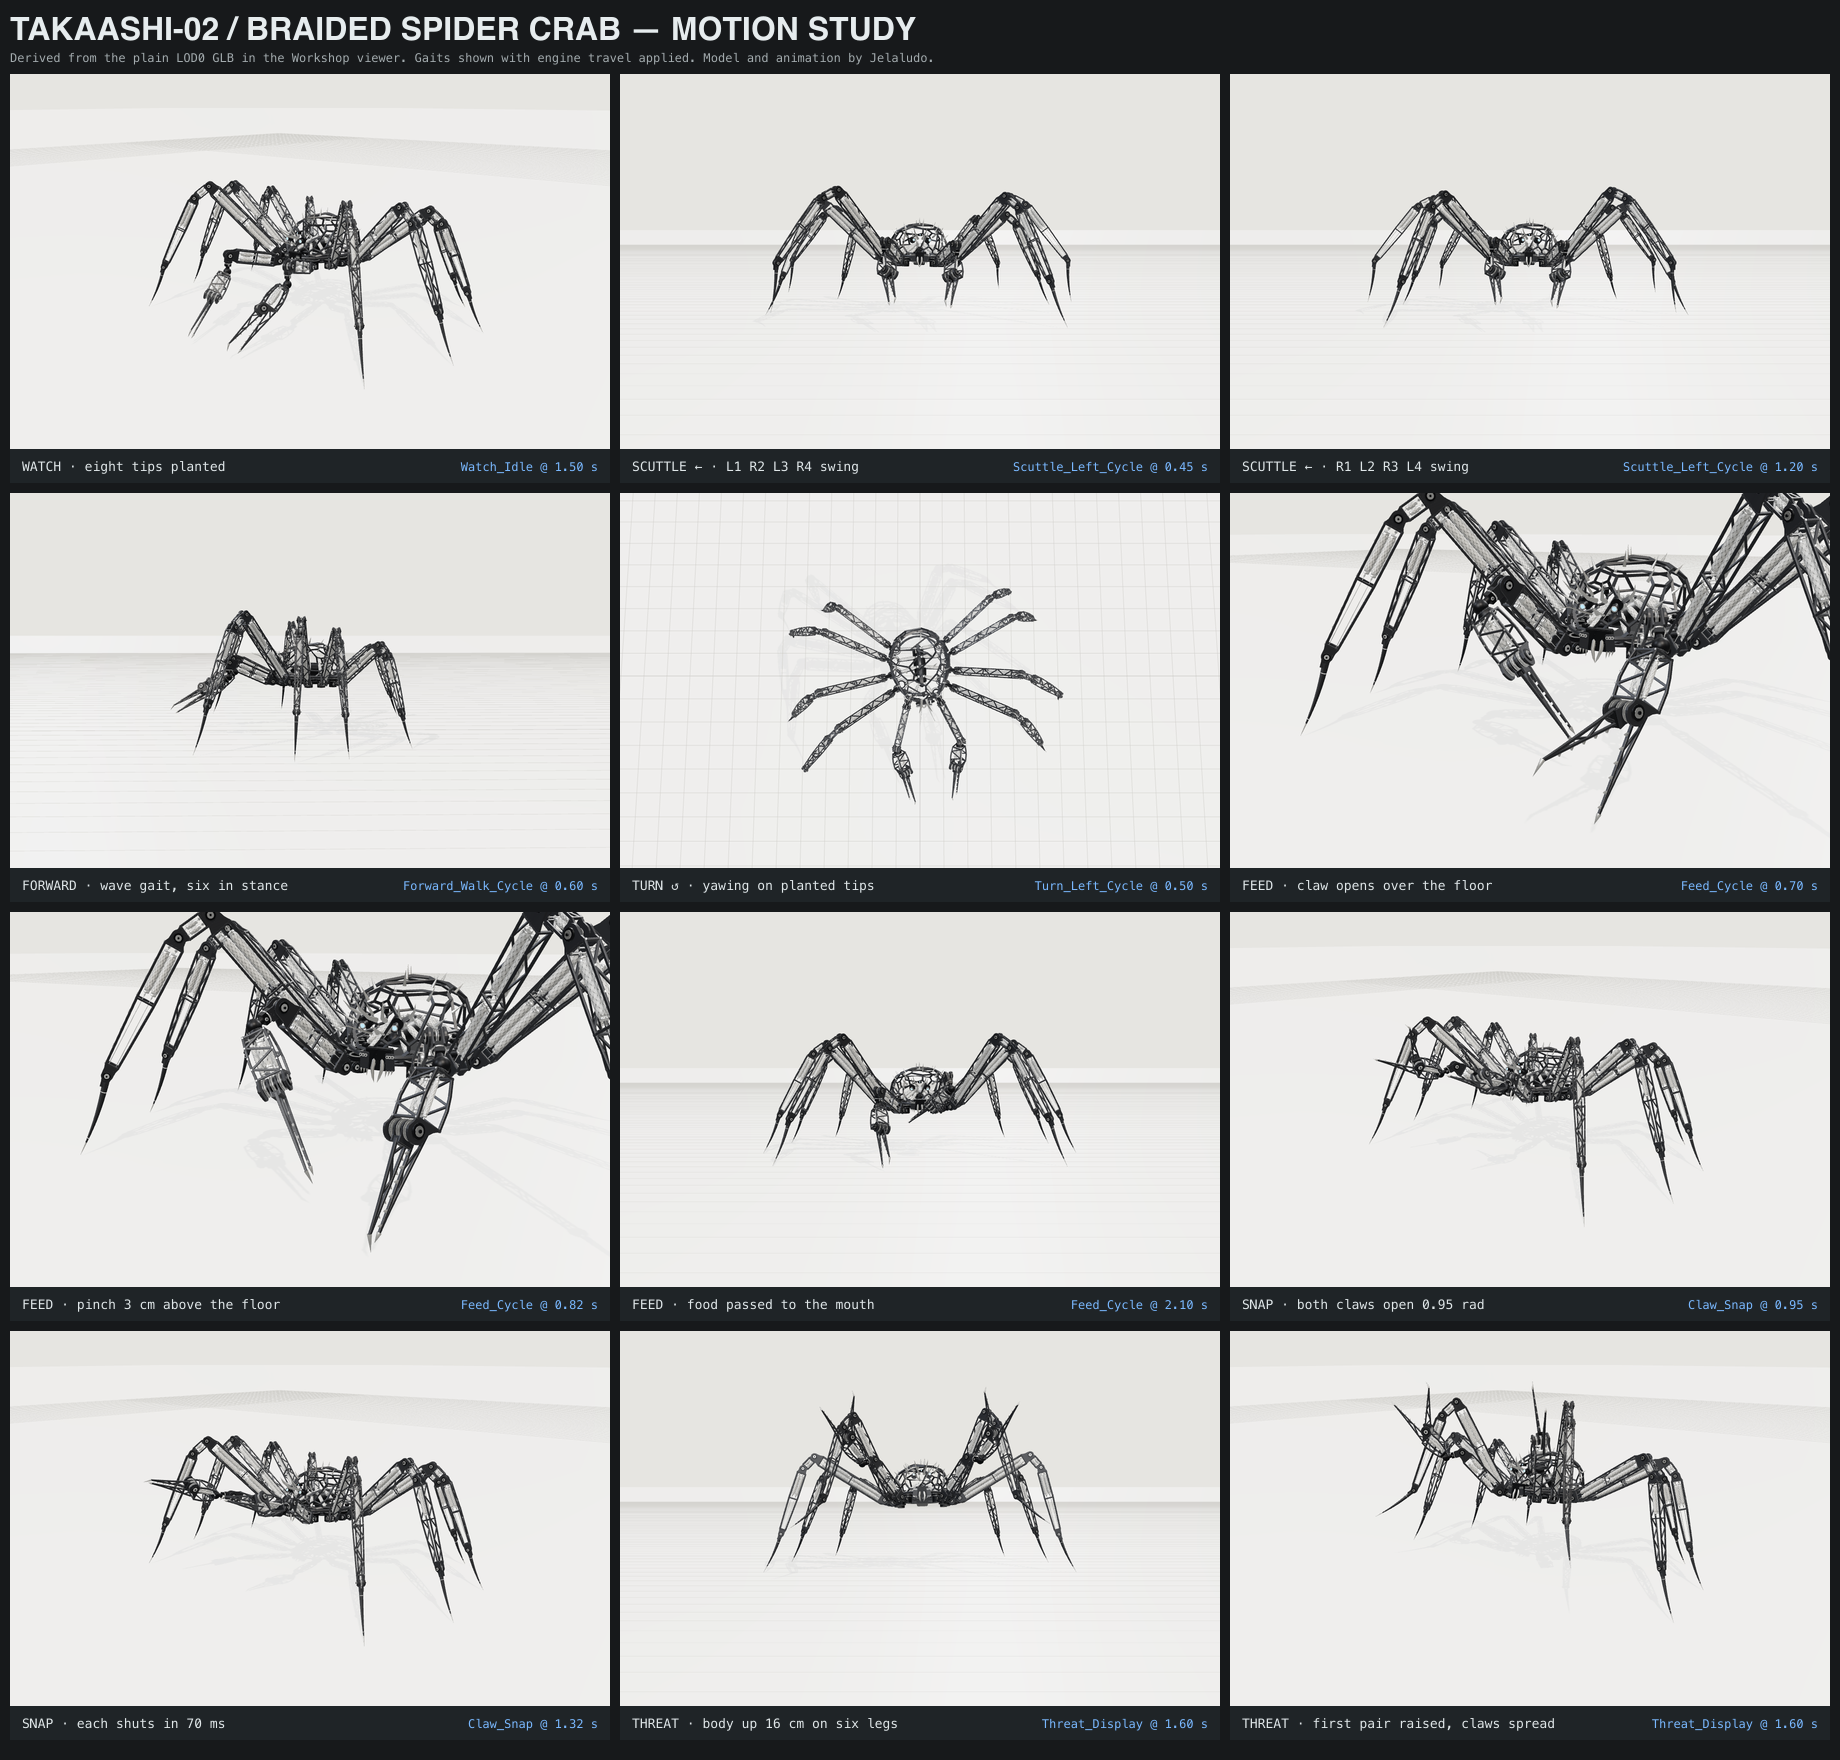 TAKAASHI-02 / BRAIDED SPIDER CRAB — MOTION STUDY
Derived from the plain LOD0 GLB in the Workshop viewer. Gaits shown with engine travel applied. Model and animation by Jelaludo.
WATCH · eight tips planted Watch_Idle @ 1.50 s
SCUTTLE ← · L1 R2 L3 R4 swing Scuttle_Left_Cycle @ 0.45 s
SCUTTLE ← · R1 L2 R3 L4 swing Scuttle_Left_Cycle @ 1.20 s
FORWARD · wave gait, six in stance Forward_Walk_Cycle @ 0.60 s
TURN ↺ · yawing on planted tips Turn_Left_Cycle @ 0.50 s
FEED · claw opens over the floor Feed_Cycle @ 0.70 s
FEED · pinch 3 cm above the floor Feed_Cycle @ 0.82 s
FEED · food passed to the mouth Feed_Cycle @ 2.10 s
SNAP · both claws open 0.95 rad Claw_Snap @ 0.95 s
SNAP · each shuts in 70 ms Claw_Snap @ 1.32 s
THREAT · body up 16 cm on six legs Threat_Display @ 1.60 s
THREAT · first pair raised, claws spread Threat_Display @ 1.60 s